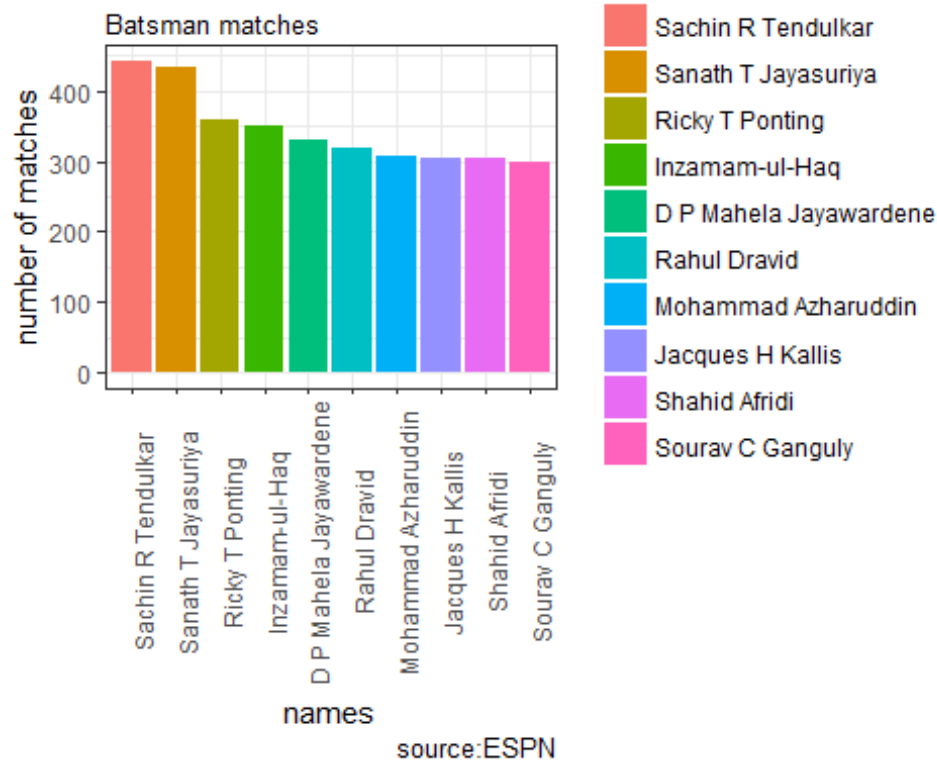 Batsman matches
number of matches
400
300
200
100
0
Sachin R Tendulkar
Sanath T Jayasuriya
Ricky T Ponting
Inzamam-ul-Haq
D P Mahela Jayawardene
Rahul Dravid
Mohammad Azharuddin
Jacques H Kallis
Shahid Afridi
Sourav C Ganguly
names
source:ESPN
Sachin R Tendulkar
Sanath T Jayasuriya
Ricky T Ponting
Inzamam-ul-Haq
D P Mahela Jayawardene
Rahul Dravid
Mohammad Azharuddin
Jacques H Kallis
Shahid Afridi
Sourav C Ganguly